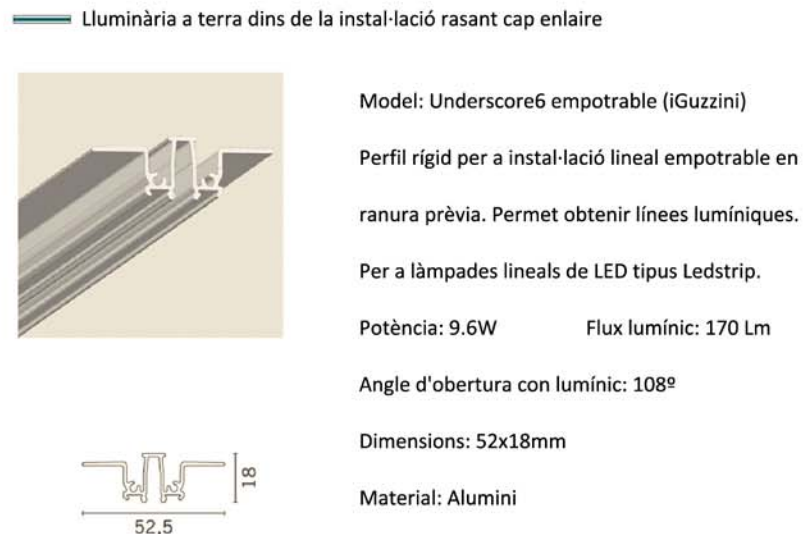 Lluminària a terra dins de la instal·lació rasant cap enlaire
Model: Underscore6 empotrable (iGuzzini)
Perfil rígid per a instal·lació lineal empotrable en
ranura prèvia. Permet obtenir línees lumíniques.
Per a làmpades lineals de LED tipus Ledstrip.
Potència: 9.6W Flux lumínic: 170 Lm
Angle d'obertura con lumínic: 108º
Dimensions: 52x18mm
Material: Alumini
18
52.5